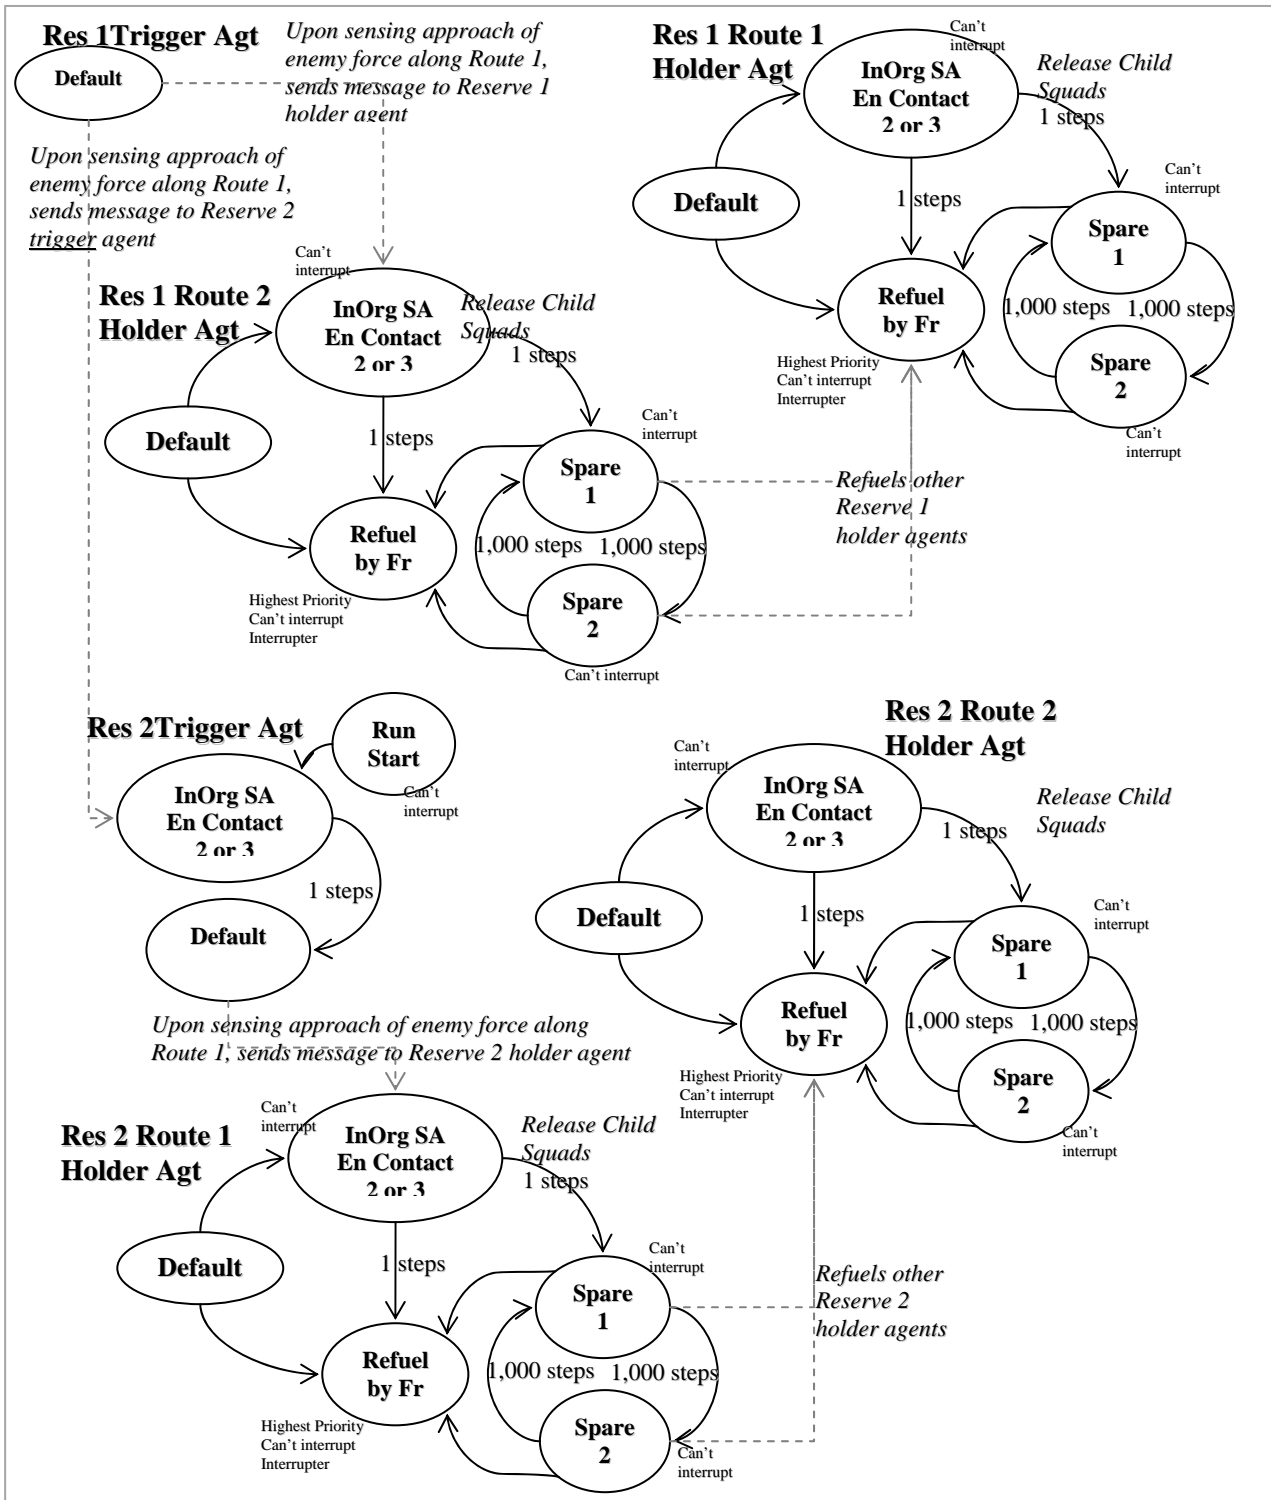 Res 1Trigger Agt
Default
Upon sensing approach of
enemy force along Route 1,
sends message to Reserve 1
holder agent
Upon sensing approach of
enemy force along Route 1,
sends message to Reserve 2
trigger agent
Res 1 Route 1
Holder Agt
Can't
interrupt
InOrg SA
En Contact
2 or 3
Release Child
Squads
1 steps
Default
1 steps
Can't
interrupt
Spare
1
Refuel
by Fr
1,000 steps
1,000 steps
Highest Priority
Can't interrupt
Interrupter
Spare
2
Can't
interrupt
Res 1 Route 2
Holder Agt
Can't
interrupt
InOrg SA
En Contact
2 or 3
Release Child
Squads
1 steps
Default
1 steps
Can't
interrupt
Spare
1
Refuel
by Fr
1,000 steps
1,000 steps
Highest Priority
Can't interrupt
Interrupter
Spare
2
Can't interrupt
Refuels other
Reserve 1
holder agents
Res 2Trigger Agt
Run
Start
Can't
interrupt
InOrg SA
En Contact
2 or 3
1 steps
Default
Upon sensing approach of enemy force along
Route 1, sends message to Reserve 2 holder agent
Res 2 Route 2
Holder Agt
Can't
interrupt
InOrg SA
En Contact
2 or 3
Release Child
Squads
1 steps
Default
1 steps
Can't
interrupt
Spare
1
Refuel
by Fr
1,000 steps
1,000 steps
Highest Priority
Can't interrupt
Interrupter
Spare
2
Can't
interrupt
Res 2 Route 1
Holder Agt
Can't
interrupt
InOrg SA
En Contact
2 or 3
Release Child
Squads
1 steps
Default
1 steps
Can't
interrupt
Spare
1
Refuel
by Fr
1,000 steps
1,000 steps
Highest Priority
Can't interrupt
Interrupter
Spare
2
Can't
interrupt
Refuels other
Reserve 2
holder agents